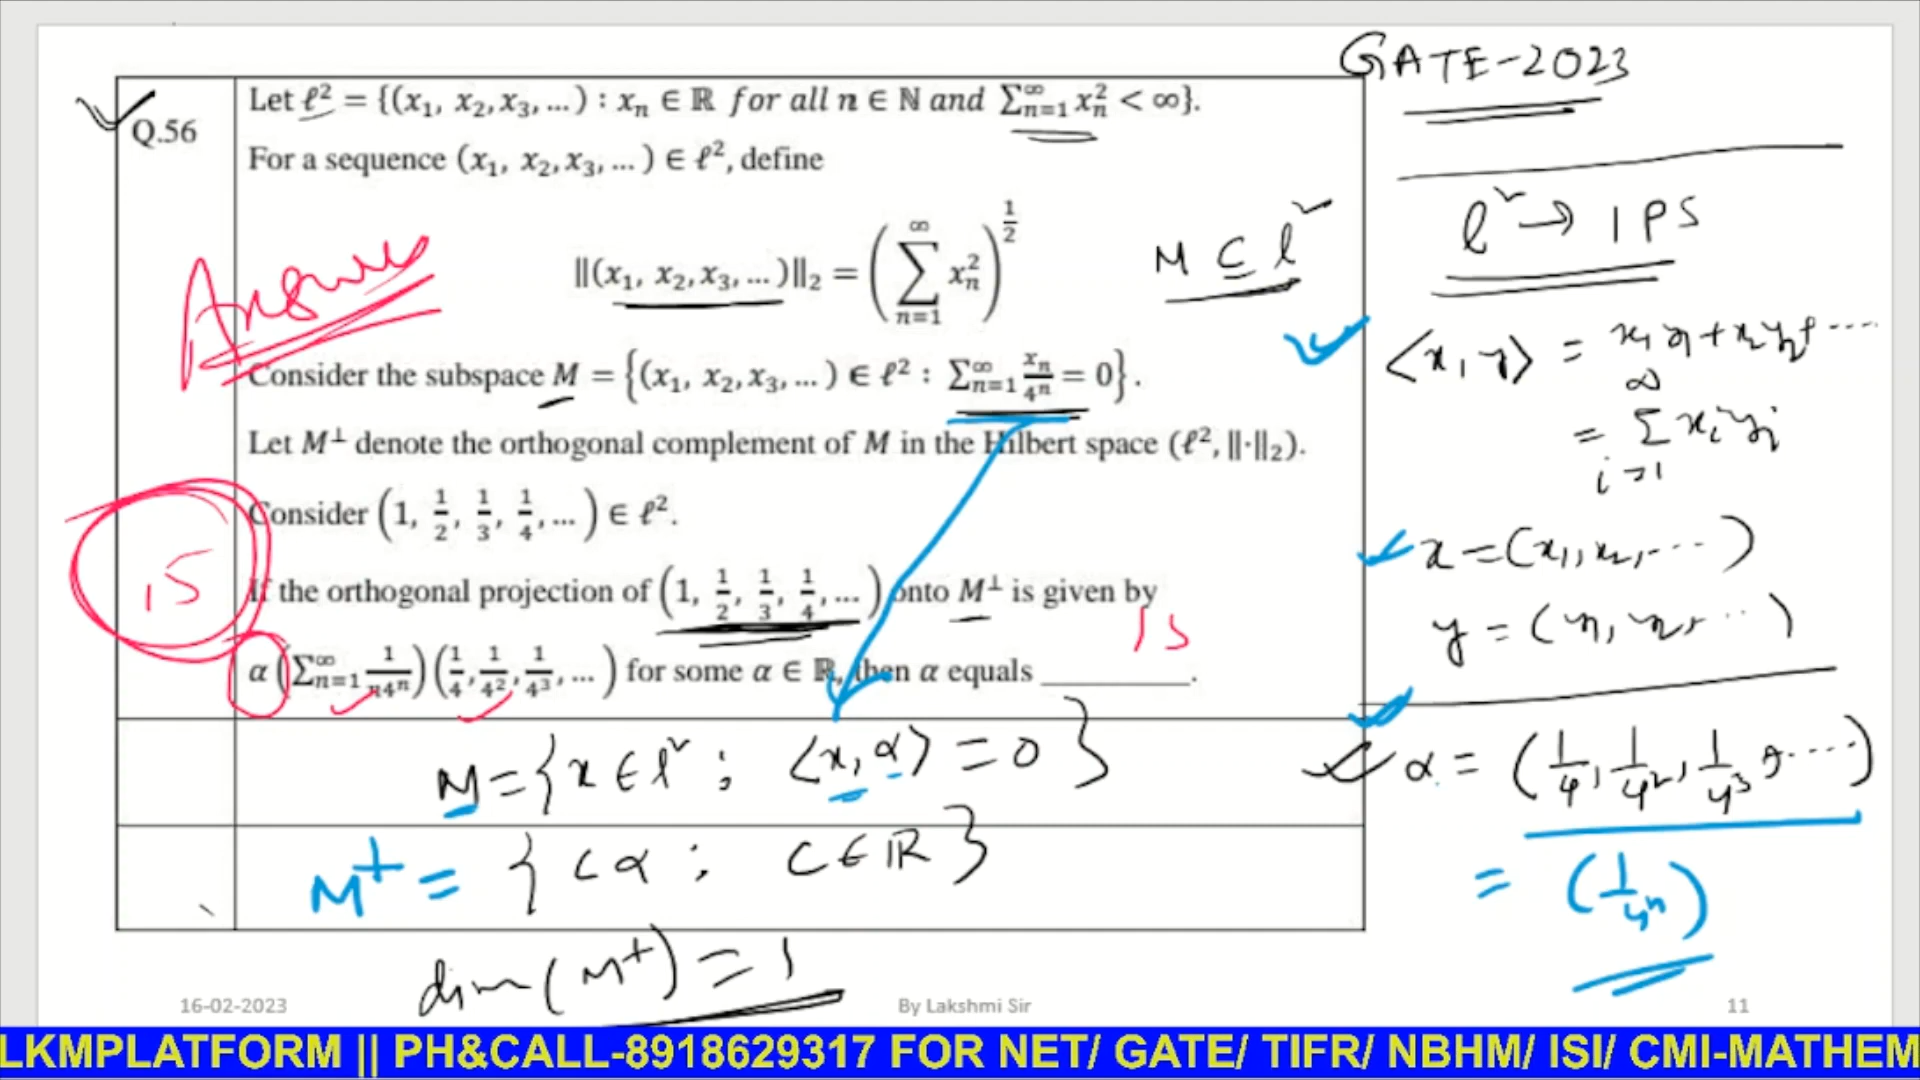 GATE-2023
Q.56
Let ℓ² = {(x₁, x₂, x₃, ...) : xₙ ∈ ℝ for all n ∈ ℕ and ∑ₙ₌₁^∞ xₙ² < ∞}.
For a sequence (x₁, x₂, x₃, ...) ∈ ℓ², define
‖(x₁, x₂, x₃, ...)‖₂ = (∑ₙ₌₁^∞ xₙ²)^(1/2)
M ⊆ ℓ²
ℓ² → IPS
Answer
Consider the subspace M = {(x₁, x₂, x₃, ...) ∈ ℓ² : ∑ₙ₌₁^∞ xₙ/4ⁿ = 0}.
Let M⊥ denote the orthogonal complement of M in the Hilbert space (ℓ², ‖·‖₂).
Consider (1, 1/2, 1/3, 1/4, ...) ∈ ℓ².
If the orthogonal projection of (1, 1/2, 1/3, 1/4, ...) onto M⊥ is given by
α(∑ₙ₌₁^∞ 1/n4ⁿ)(1/4, 1/4², 1/4³, ...) for some α ∈ ℝ, then α equals ________.
15
15
⟨x, y⟩ = x₁y₁ + x₂y₂ + ....
= ∑ᵢ₌₁^∞ xᵢyᵢ
x = (x₁, x₂, ...)
M = {x ∈ ℓ² ; ⟨x, α⟩ = 0}
α = (1/4, 1/4², 1/4³, ....)
= (1/4ⁿ)
M⊥ = {cα : c ∈ ℝ}
dim(M⊥) = 1
16-02-2023
By Lakshmi Sir
11
LKMPLATFORM || PH&CALL-8918629317 FOR NET/ GATE/ TIFR/ NBHM/ ISI/ CMI-MATHEM